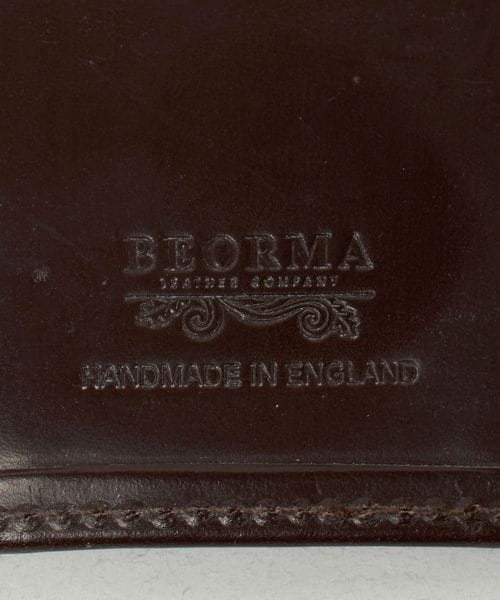 BEORMA
LEATHER COMPANY
HANDMADE IN ENGLAND